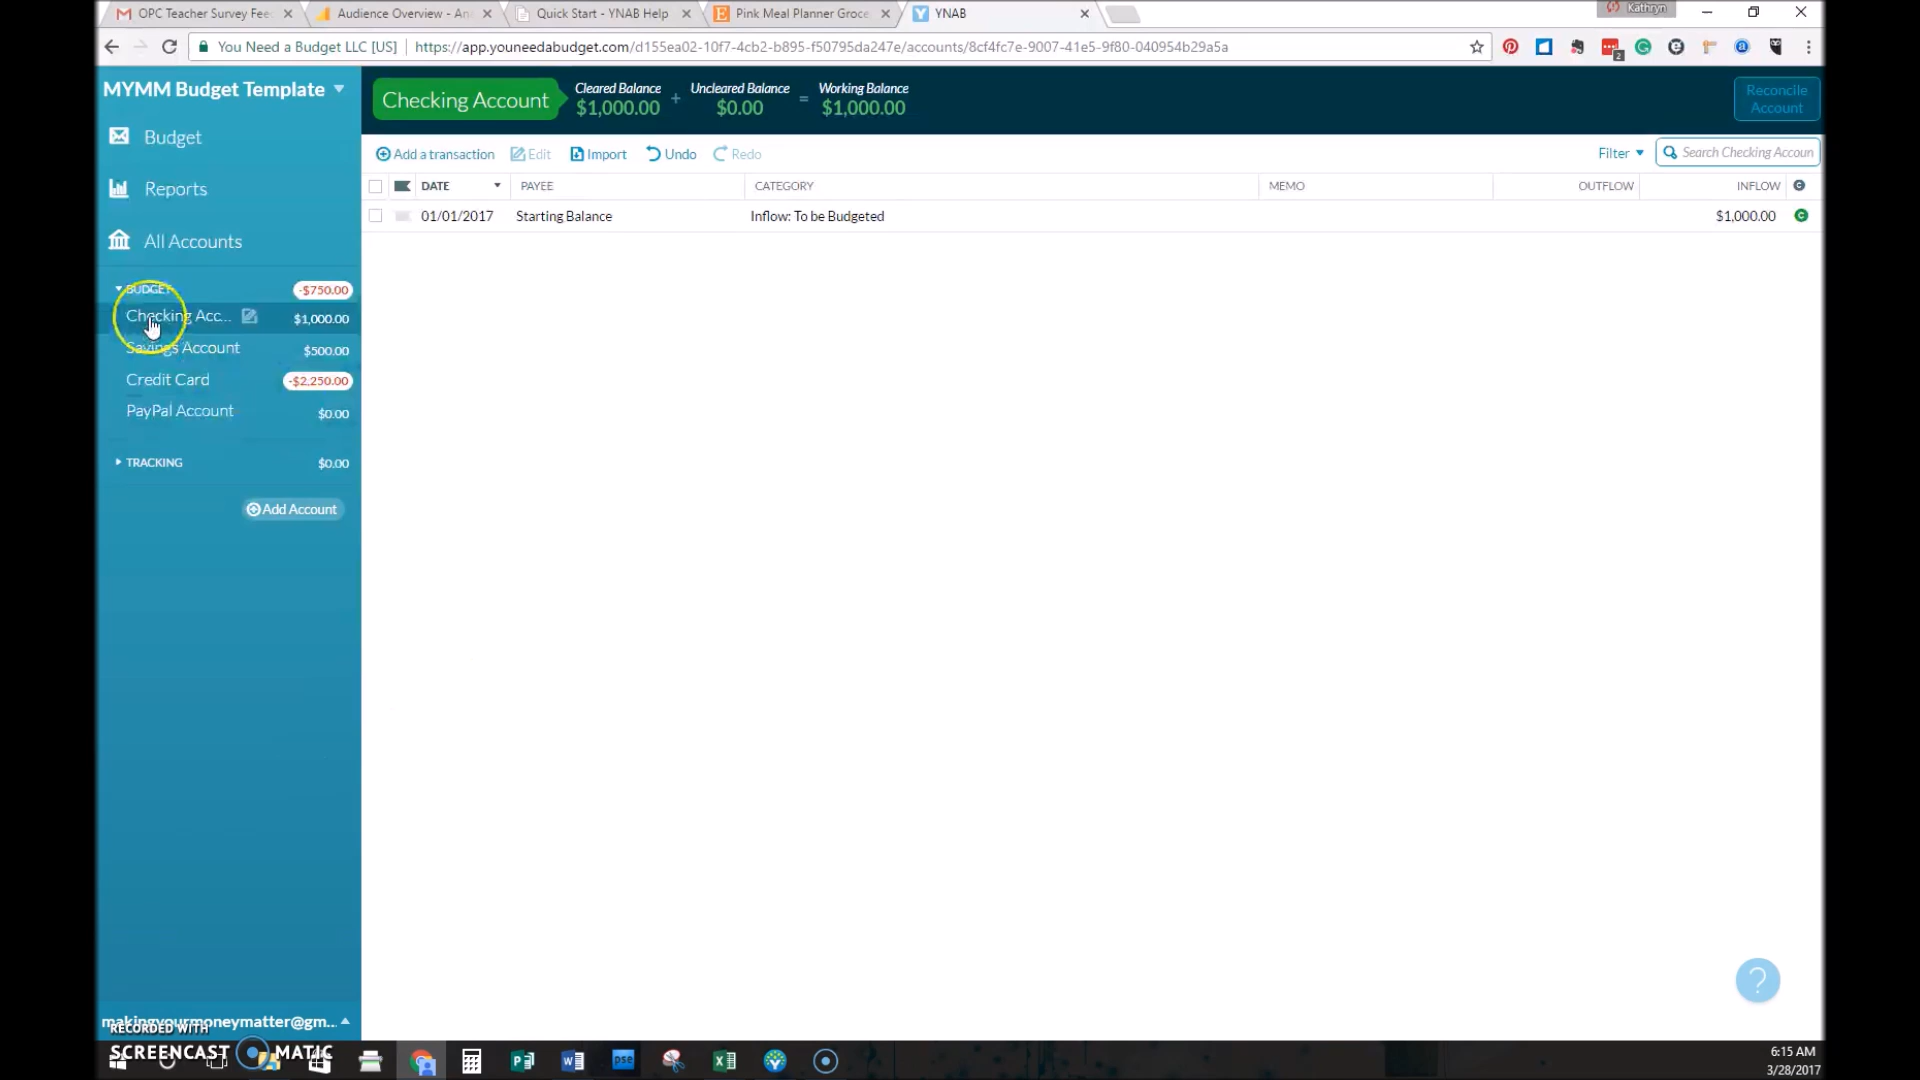 OPC Teacher Survey Fee
Audience Overview - An
Quick Start - YNAB Help
Pink Meal Planner Groce
YNAB
Kathryn
You Need a Budget LLC [US]
https://app.youneedabudget.com/d155ea02-10f7-4cb2-b895-f50795da247e/accounts/8cf4fc7e-9007-41e5-9f80-040954b29a5a
2
MYMM Budget Template
Budget
Reports
All Accounts
BUDGET -$750.00
Checking Acc... $1,000.00
Savings Account $500.00
Credit Card -$2,250.00
PayPal Account $0.00
TRACKING $0.00
Add Account
Checking Account
Cleared Balance
$1,000.00
+
Uncleared Balance
$0.00
=
Working Balance
$1,000.00
Reconcile
Account
Add a transaction Edit Import Undo Redo
Filter
Search Checking Accoun
DATE PAYEE CATEGORY MEMO OUTFLOW INFLOW C
01/01/2017 Starting Balance Inflow: To be Budgeted $1,000.00 C
?
makingyourmoneymatter@gm...
RECORDED WITH
SCREENCAST MATIC
pse
6:15 AM
3/28/2017